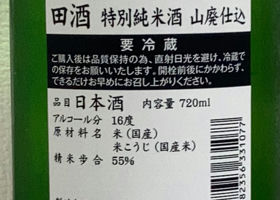 田酒 特別純米酒 山廃仕込
要冷蔵
ご購入後は品質保持の為、直射日光を避け、冷蔵で
の保存をお願いいたします。開栓前後にかかわらず、
できるだけお早めにお召し上がりください。
品目 日本酒 内容量 720ml
アルコール分 16度
原材料名 米(国産)
米こうじ(国産米)
精米歩合 55%
82356331077